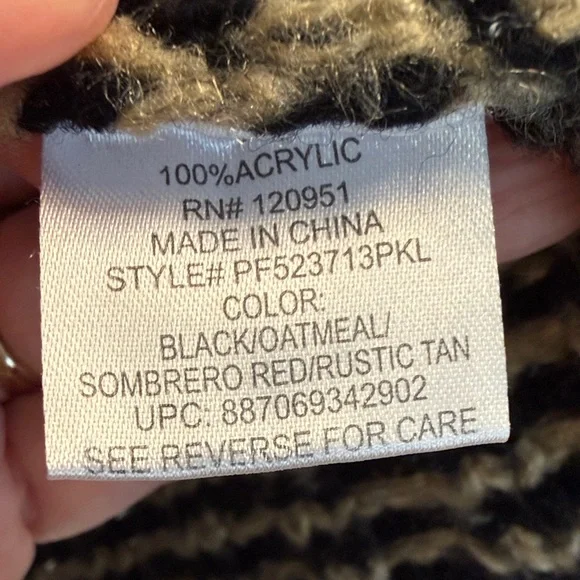 100%ACRYLIC
RN# 120951
MADE IN CHINA
STYLE# PF523713PKL
COLOR:
BLACK/OATMEAL/
SOMBRERO RED/RUSTIC TAN
UPC: 887069342902
SEE REVERSE FOR CARE